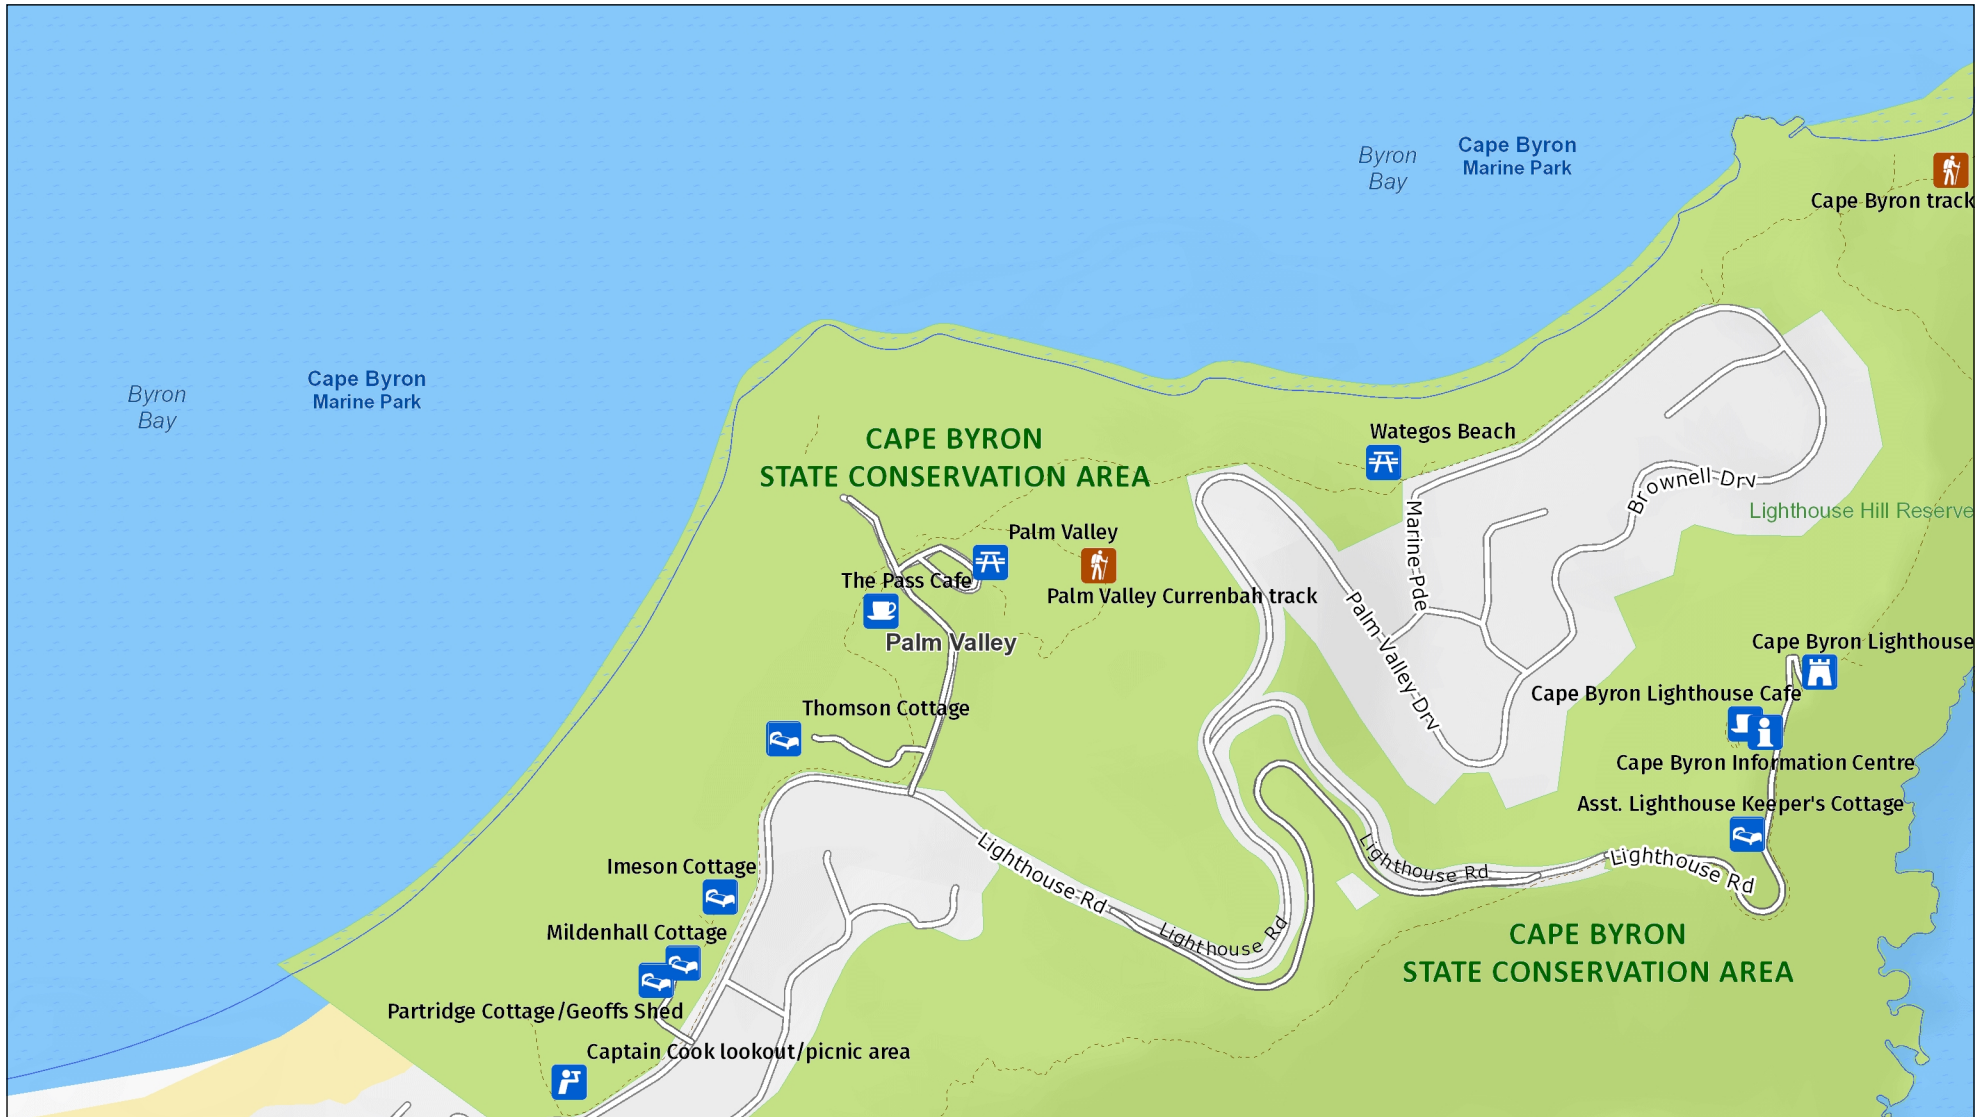 Byron
Bay
Cape Byron
Marine Park
Cape Byron track
Byron
Bay
Cape Byron
Marine Park
CAPE BYRON
STATE CONSERVATION AREA
Wategos Beach
Brownell Drv
Marine Pde
Lighthouse Hill Reserve
Palm Valley
The Pass Cafe
Palm Valley Currenbah track
Palm Valley
Palm Valley Drv
Cape Byron Lighthouse
Cape Byron Lighthouse Cafe
Thomson Cottage
Cape Byron Information Centre
Asst. Lighthouse Keeper's Cottage
Imeson Cottage
Lighthouse Rd
Lighthouse Rd
Lighthouse Rd
Lighthouse Rd
Mildenhall Cottage
CAPE BYRON
STATE CONSERVATION AREA
Partridge Cottage/Geoffs Shed
Captain Cook lookout/picnic area